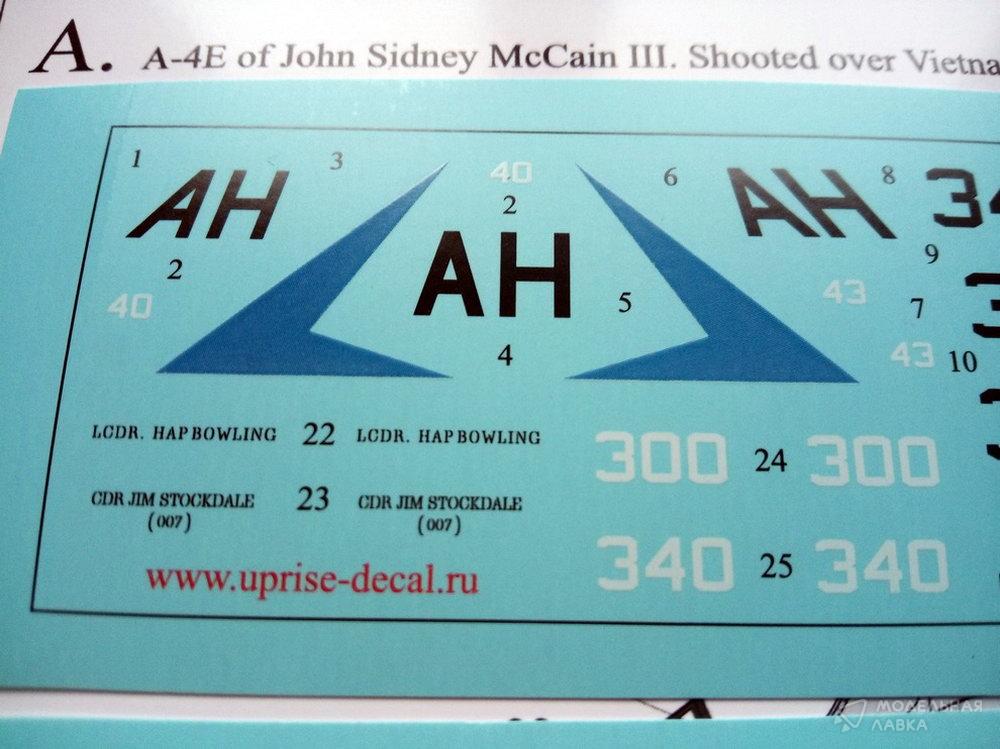 A. A-4E of John Sidney McCain III. Shooted over Vietna
1 3 40 6 8
AH AH 34
2 2 9
AH
40 5 43 7
4 43 10
LCDR. HAP BOWLING 22 LCDR. HAP BOWLING
300 24 300
CDR JIM STOCKDALE 23 CDR JIM STOCKDALE
(007) (007)
340 25 340
www.uprise-decal.ru
МОДЕЛЬНАЯ
ЛАВКА